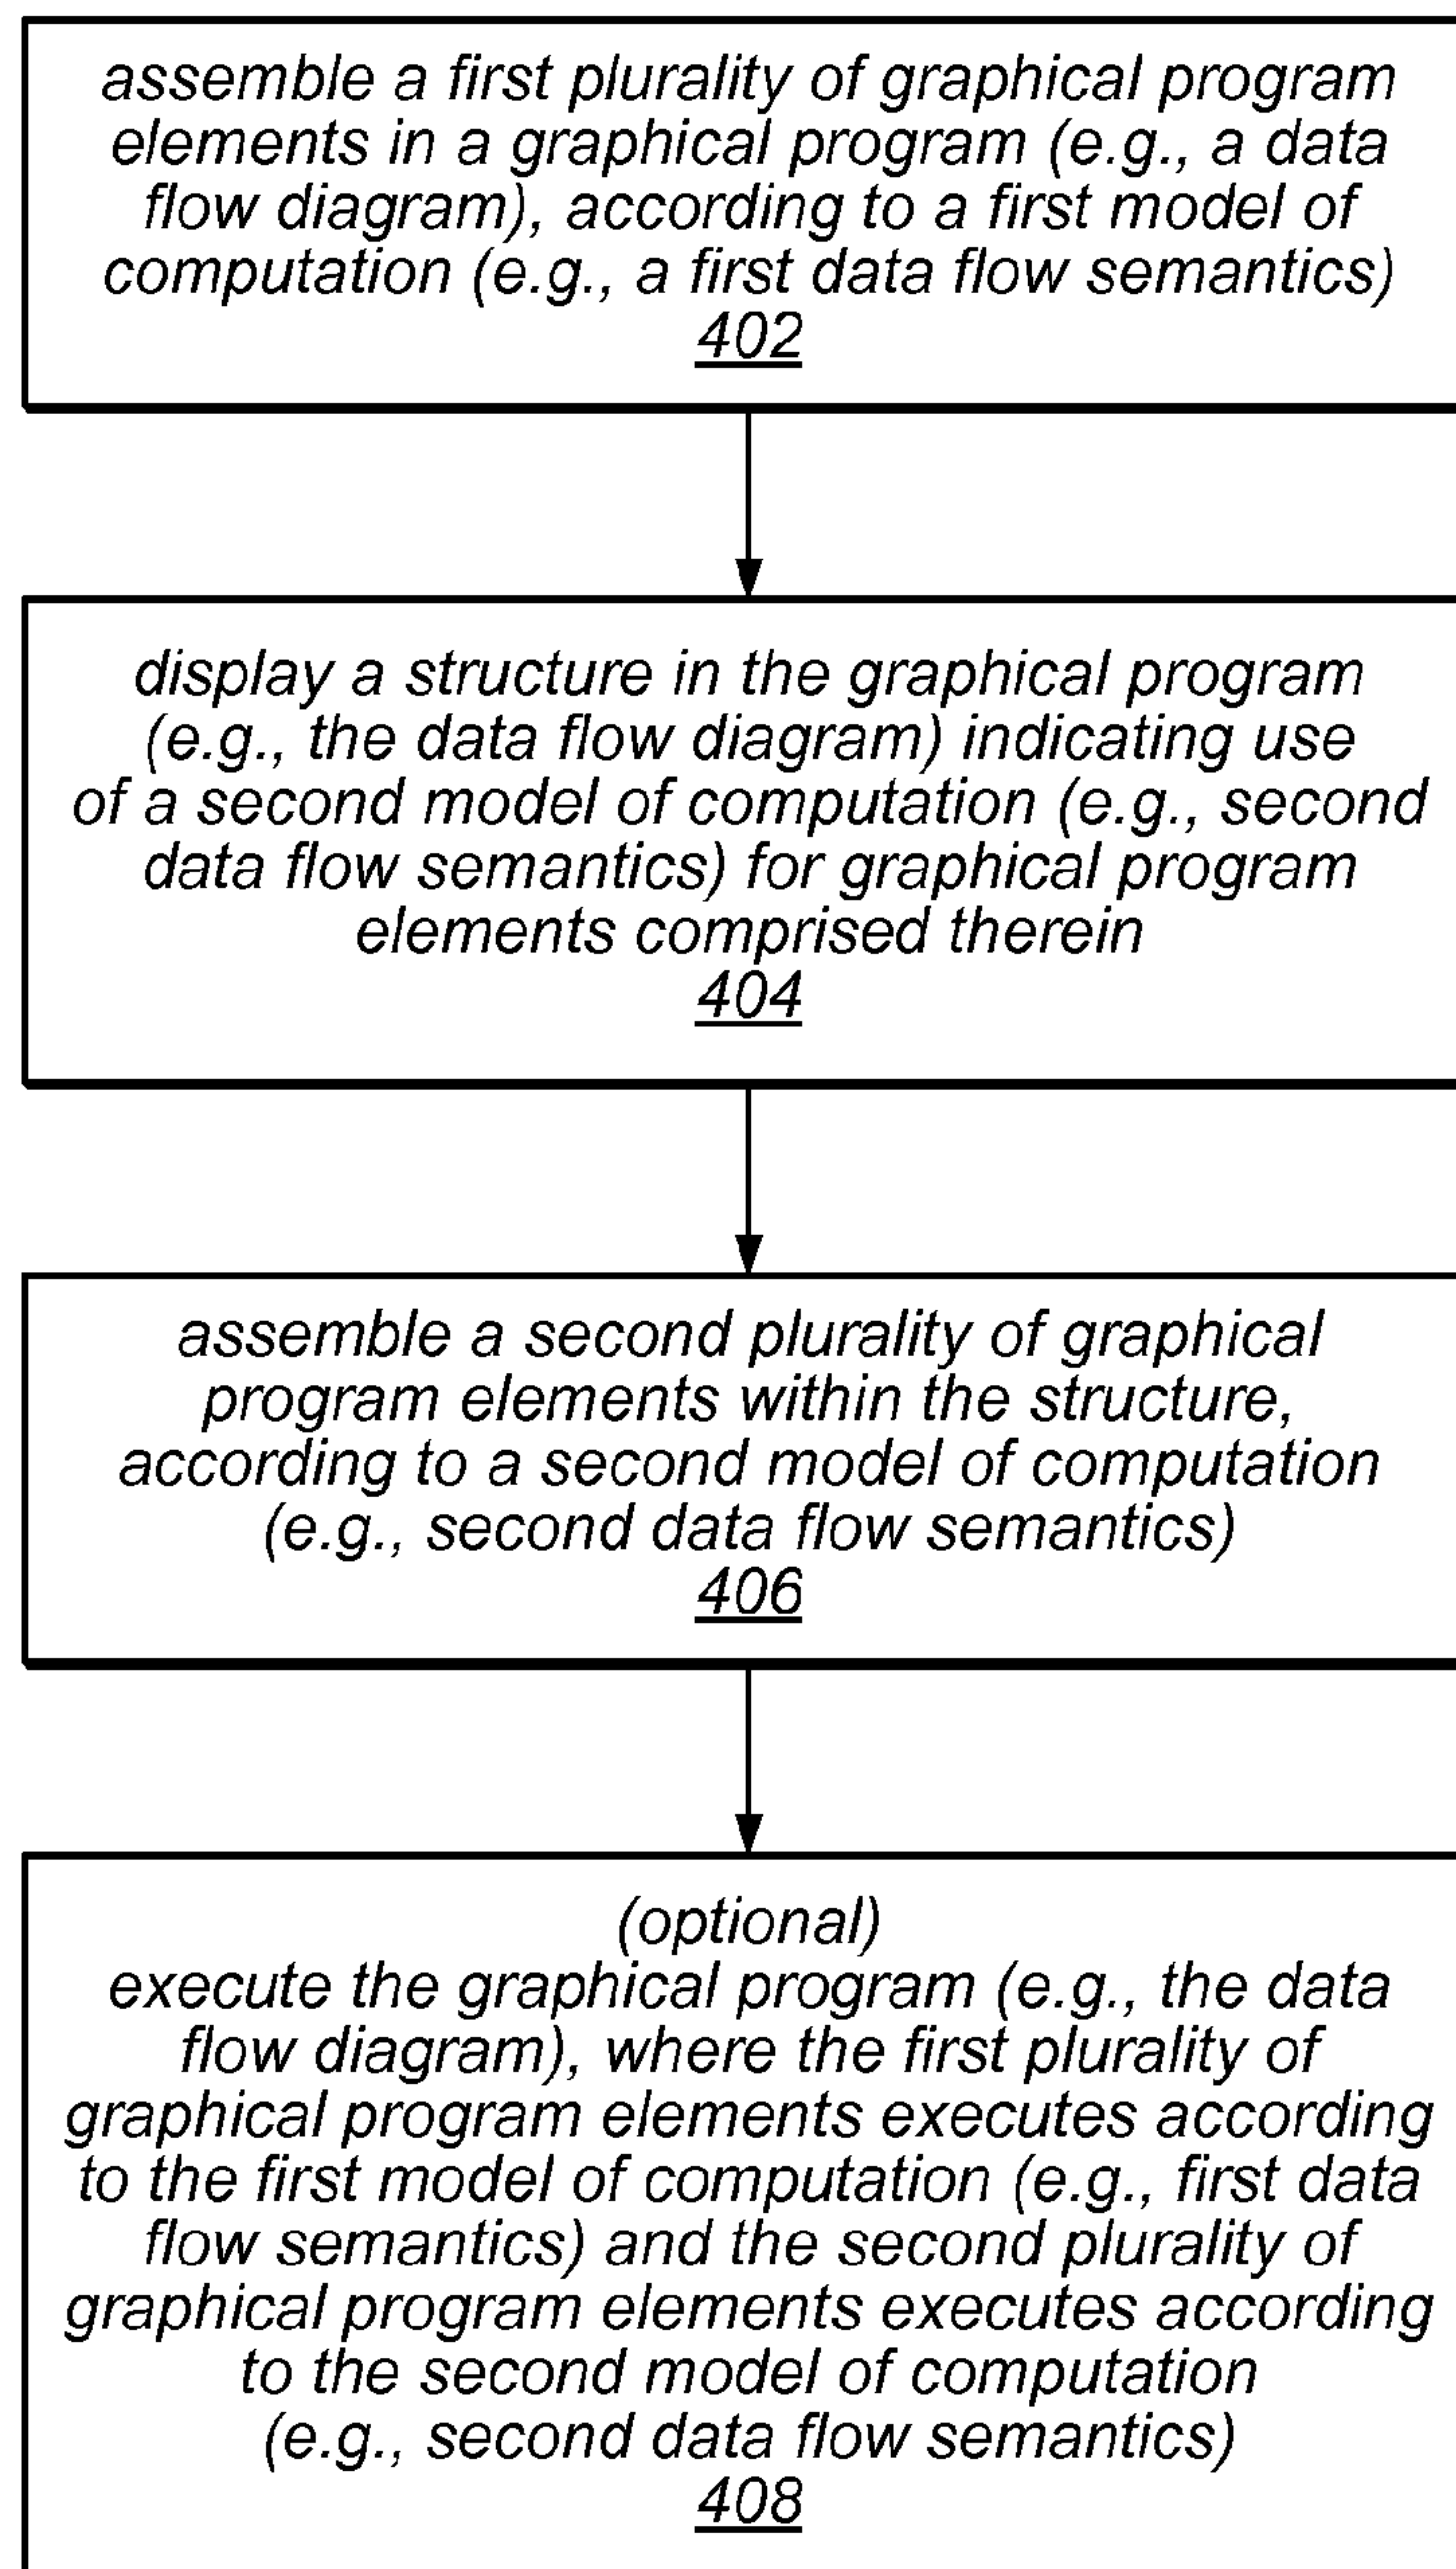 assemble a first plurality of graphical program
elements in a graphical program (e.g., a data
flow diagram), according to a first model of
computation (e.g., a first data flow semantics)
402
display a structure in the graphical program
(e.g., the data flow diagram) indicating use
of a second model of computation (e.g., second
data flow semantics) for graphical program
elements comprised therein
404
assemble a second plurality of graphical
program elements within the structure,
according to a second model of computation
(e.g., second data flow semantics)
406
(optional)
execute the graphical program (e.g., the data
flow diagram), where the first plurality of
graphical program elements executes according
to the first model of computation (e.g., first data
flow semantics) and the second plurality of
graphical program elements executes according
to the second model of computation
(e.g., second data flow semantics)
408